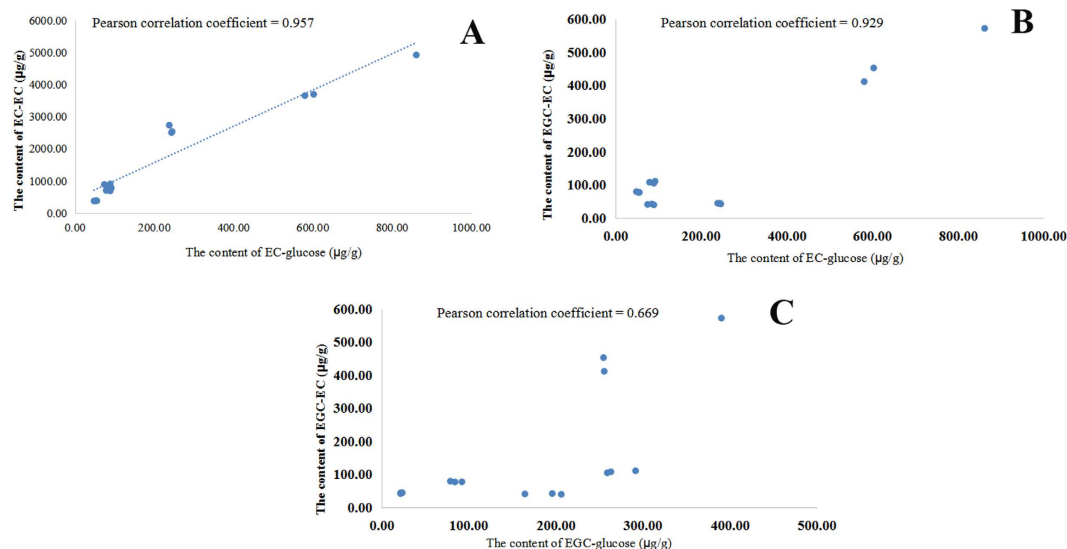 Pearson correlation coefficient = 0.957
A
The content of EC-EC (μg/g)
6000.00
5000.00
4000.00
3000.00
2000.00
1000.00
0.00
0.00 200.00 400.00 600.00 800.00 1000.00
The content of EC-glucose (μg/g)
Pearson correlation coefficient = 0.929
B
The content of EGC-EC (μg/g)
600.00
500.00
400.00
300.00
200.00
100.00
0.00
0.00 200.00 400.00 600.00 800.00 1000.00
The content of EC-glucose (μg/g)
Pearson correlation coefficient = 0.669
C
The content of EGC-EC (μg/g)
600.00
500.00
400.00
300.00
200.00
100.00
0.00
0.00 100.00 200.00 300.00 400.00 500.00
The content of EGC-glucose (μg/g)